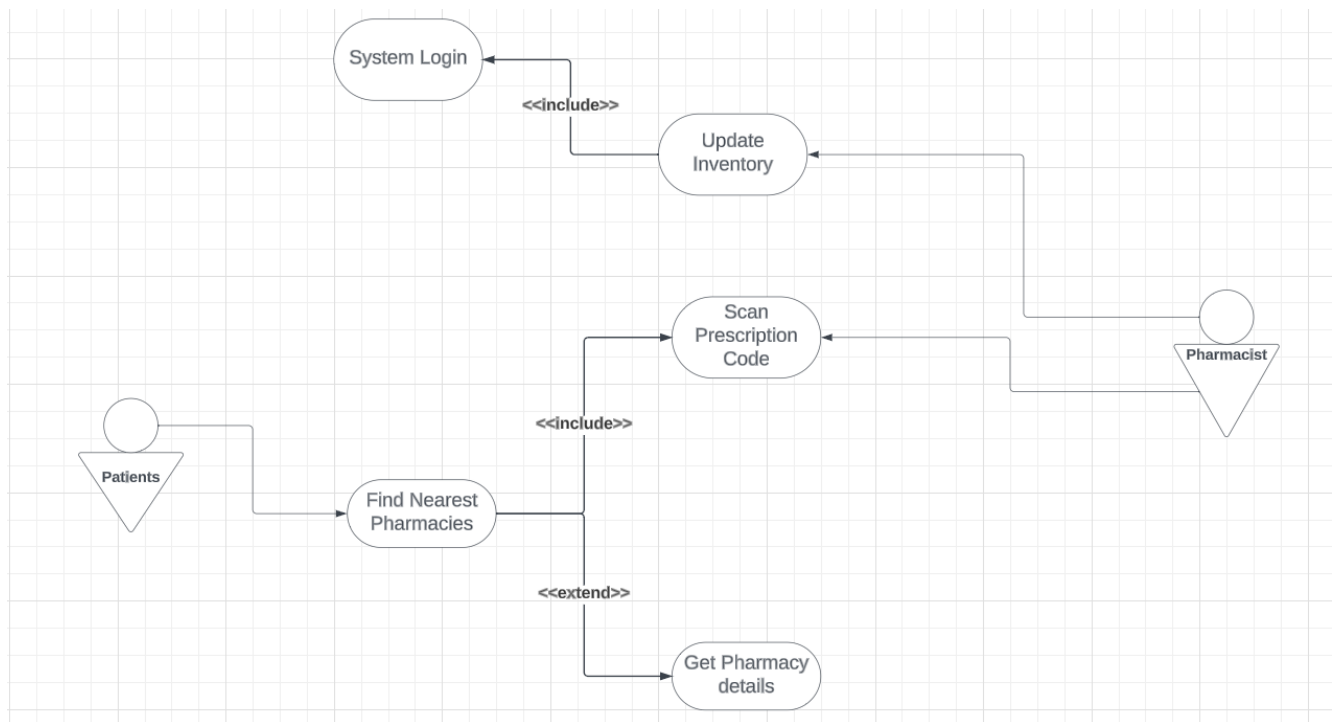 System Login
<<include>>
Update
Inventory
Scan
Prescription
Code
Pharmacist
<<include>>
Patients
Find Nearest
Pharmacies
<<extend>>
Get Pharmacy
details